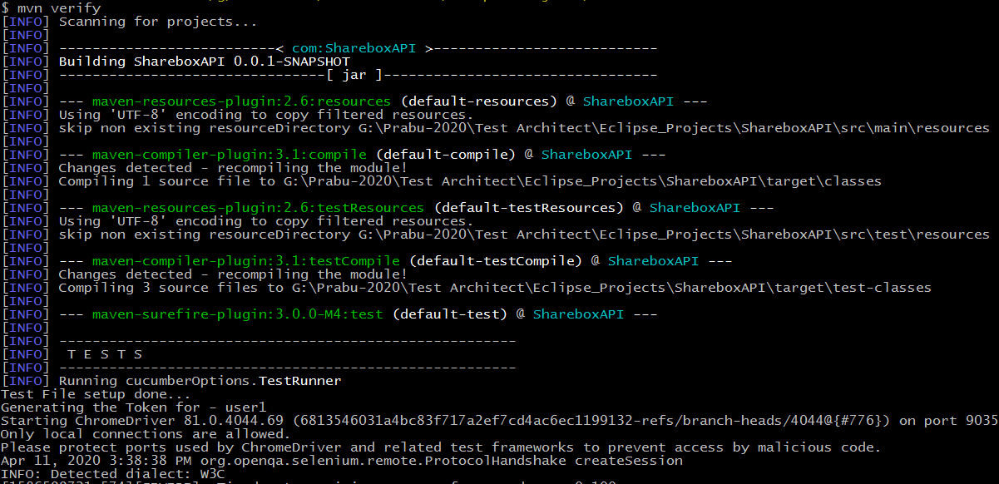 $ mvn verify
[INFO] Scanning for projects...
[INFO]
[INFO] --------------------------< com:ShareboxAPI >---------------------------
[INFO] Building ShareboxAPI 0.0.1-SNAPSHOT
[INFO] --------------------------------[ jar ]---------------------------------
[INFO]
[INFO] --- maven-resources-plugin:2.6:resources (default-resources) @ ShareboxAPI ---
[INFO] Using 'UTF-8' encoding to copy filtered resources.
[INFO] skip non existing resourceDirectory G:\Prabu-2020\Test Architect\Eclipse_Projects\ShareboxAPI\src\main\resources
[INFO]
[INFO] --- maven-compiler-plugin:3.1:compile (default-compile) @ ShareboxAPI ---
[INFO] Changes detected - recompiling the module!
[INFO] Compiling 1 source file to G:\Prabu-2020\Test Architect\Eclipse_Projects\ShareboxAPI\target\classes
[INFO]
[INFO] --- maven-resources-plugin:2.6:testResources (default-testResources) @ ShareboxAPI ---
[INFO] Using 'UTF-8' encoding to copy filtered resources.
[INFO] skip non existing resourceDirectory G:\Prabu-2020\Test Architect\Eclipse_Projects\ShareboxAPI\src\test\resources
[INFO]
[INFO] --- maven-compiler-plugin:3.1:testCompile (default-testCompile) @ ShareboxAPI ---
[INFO] Changes detected - recompiling the module!
[INFO] Compiling 3 source files to G:\Prabu-2020\Test Architect\Eclipse_Projects\ShareboxAPI\target\test-classes
[INFO]
[INFO] --- maven-surefire-plugin:3.0.0-M4:test (default-test) @ ShareboxAPI ---
[INFO]
[INFO] -------------------------------------------------------
[INFO]  T E S T S
[INFO] -------------------------------------------------------
[INFO] Running cucumberOptions.TestRunner
Test File setup done...
Generating the Token for - user1
Starting ChromeDriver 81.0.4044.69 (6813546031a4bc83f717a2ef7cd4ac6ec1199132-refs/branch-heads/4044@{#776}) on port 9035
Only local connections are allowed.
Please protect ports used by ChromeDriver and related test frameworks to prevent access by malicious code.
Apr 11, 2020 3:38:38 PM org.openqa.selenium.remote.ProtocolHandshake createSession
INFO: Detected dialect: W3C